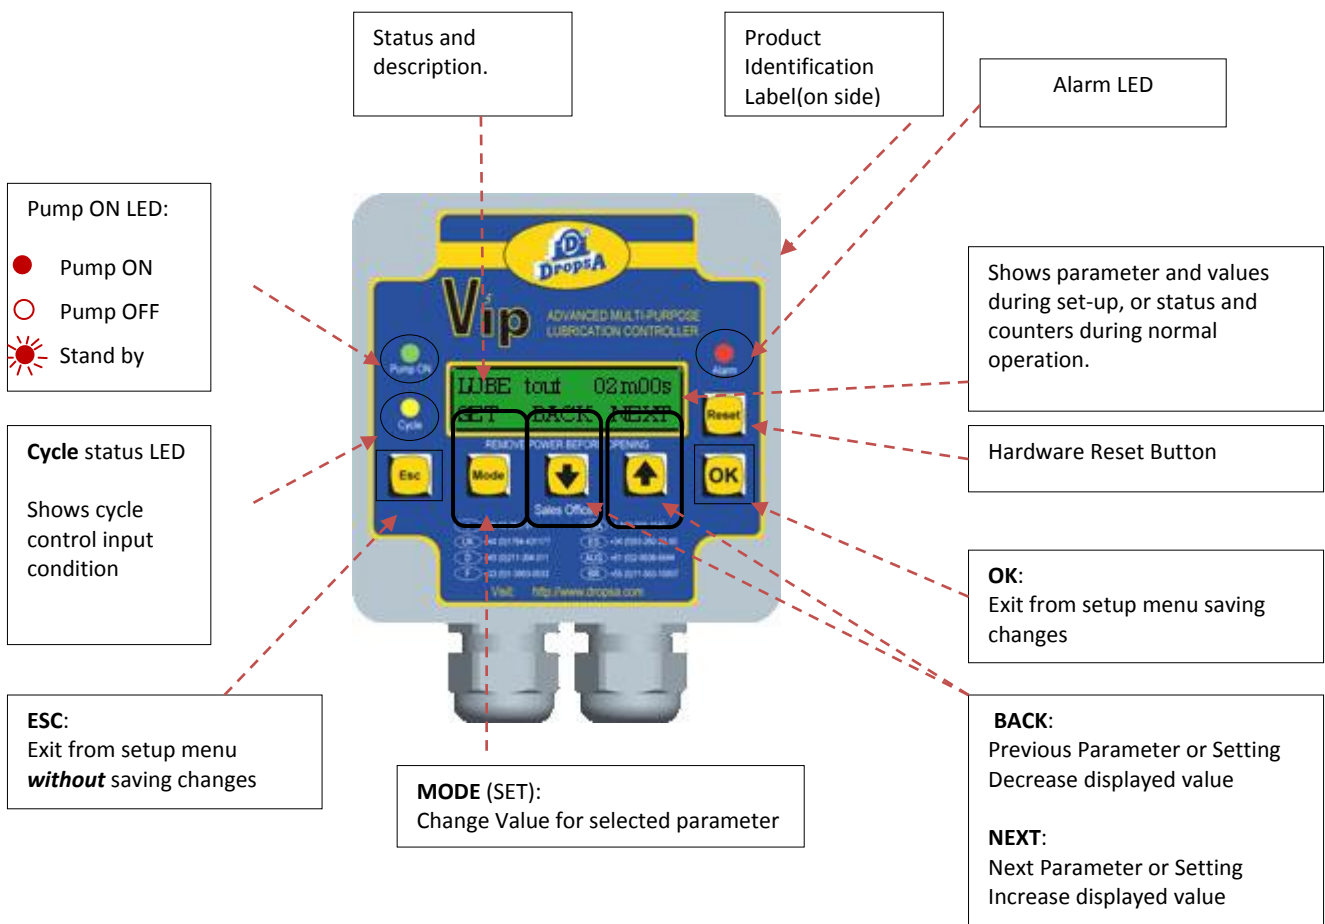 Status and
description.
Product
Identification
Label(on side)
Alarm LED
Pump ON LED:
Pump ON
Pump OFF
Stand by
Cycle status LED
Shows cycle
control input
condition
ESC:
Exit from setup menu
without saving changes
MODE (SET):
Change Value for selected parameter
Shows parameter and values
during set-up, or status and
counters during normal
operation.
Hardware Reset Button
OK:
Exit from setup menu saving
changes
BACK:
Previous Parameter or Setting
Decrease displayed value
NEXT:
Next Parameter or Setting
Increase displayed value
D
DropsA
Vip
5
ADVANCED MULTI-PURPOSE
LUBRICATION CONTROLLER
Pump ON
Alarm
LUBE tout 02m00s
SET BACK NEXT
Cycle
Reset
REMOVE POWER BEFORE OPENING
Esc
Mode
OK
Sales Office
UK
ES
D
AUS
F
BR
Visit: http://www.dropsa.com